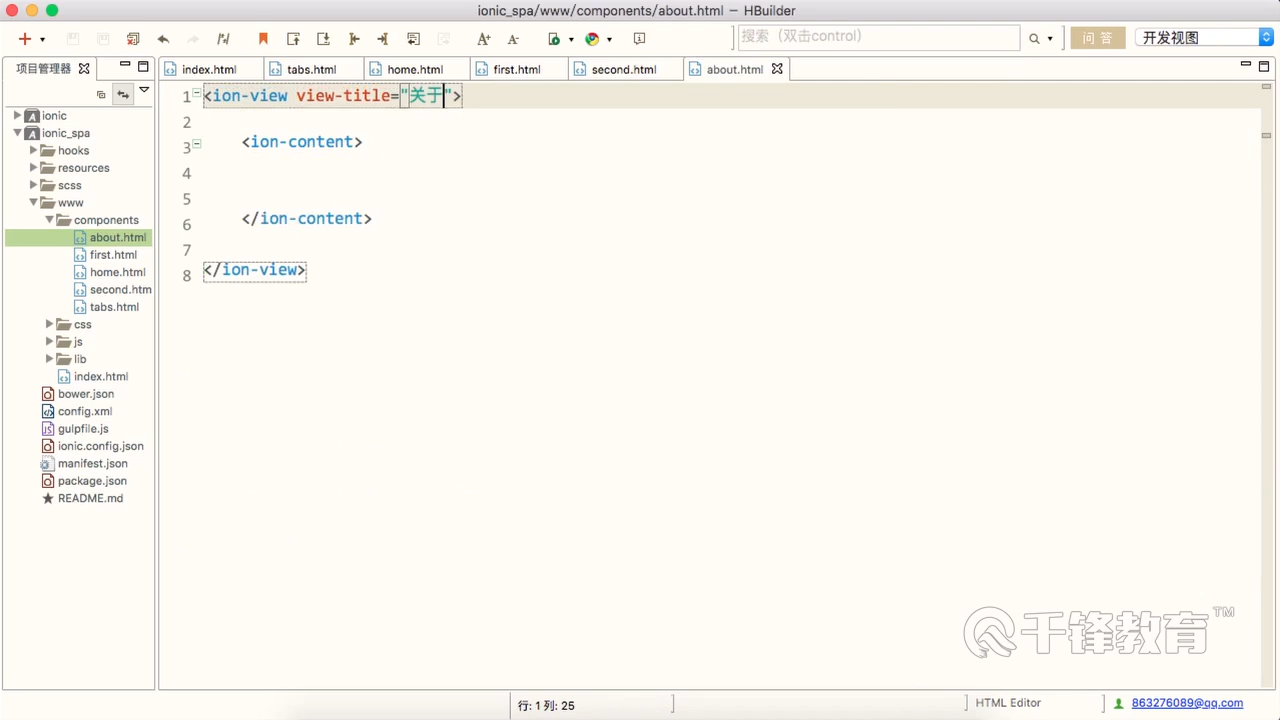 ionic_spa/www/components/about.html — HBuilder
搜索（双击control）
问 答
开发视图
项目管理器
index.html
tabs.html
home.html
first.html
second.html
about.html
ionic
ionic_spa
hooks
resources
scss
www
components
about.html
first.html
home.html
second.htm
tabs.html
css
js
lib
index.html
bower.json
config.xml
gulpfile.js
ionic.config.json
manifest.json
package.json
README.md
1 <ion-view view-title="关于">
2
3 <ion-content>
4
5
6 </ion-content>
7
8 </ion-view>
千锋教育™
行: 1 列: 25
HTML Editor
863276089@qq.com